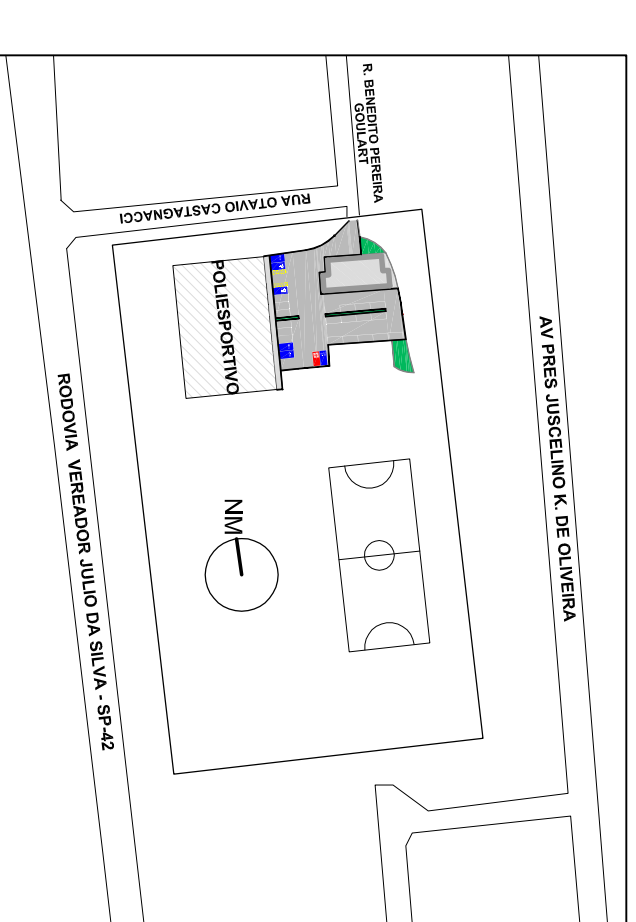 R. BENEDITO PEREIRA
GOULART
RUA OTAVIO CASTAGNACCI
POLIESPORTIVO
AV PRES JUSCELINO K. DE OLIVEIRA
RODOVIA VEREADOR JULIO DA SILVA - SP-42
NM